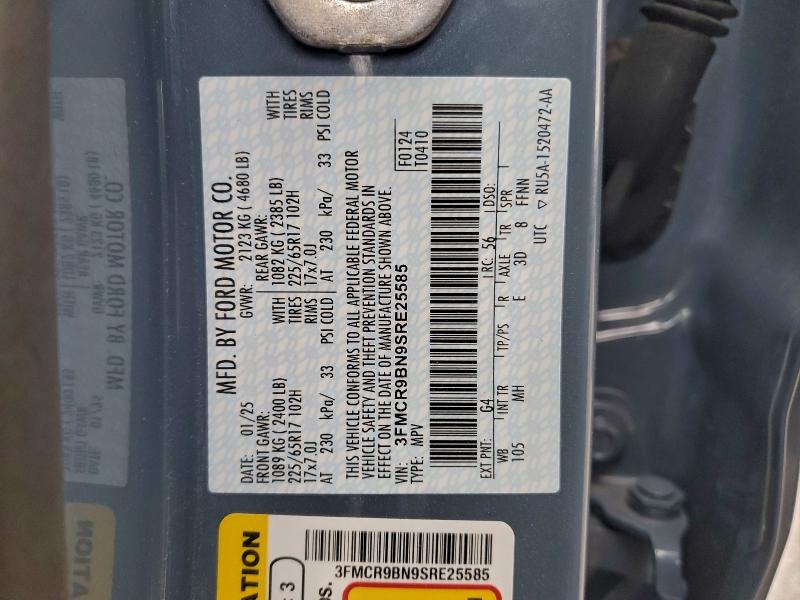 MFD. BY FORD MOTOR CO.
DATE: 01/25 GVWR: 2123 KG ( 4680 LB)
FRONT GAWR: REAR GAWR:
1089 KG ( 2400 LB) WITH 1082 KG ( 2385 LB) WITH
225/65R17 102H TIRES 225/65R17 102H TIRES
17x7.0J RIMS 17x7.0J RIMS
AT 230 kPa/ 33 PSI COLD AT 230 kPa/ 33 PSI COLD
THIS VEHICLE CONFORMS TO ALL APPLICABLE FEDERAL MOTOR
VEHICLE SAFETY AND THEFT PREVENTION STANDARDS IN
EFFECT ON THE DATE OF MANUFACTURE SHOWN ABOVE.
VIN: 3FMCR9BN9SRE25585 F0124
TYPE: MPV T0410
EXT PNT: G4 RC: 56 DSO:
WB INT TR TP/PS R AXLE TR SPR
105 MH E 3D 8 FFNN
UTC ▽ RU5A-1520472-AA
ATION
: 3
os.
3FMCR9BN9SRE25585